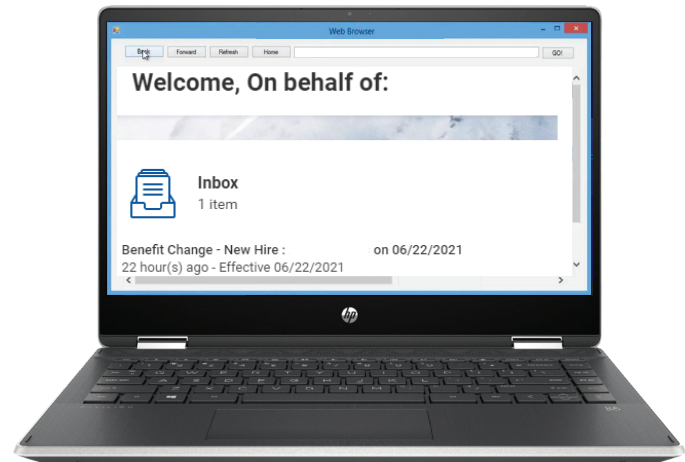 Web Browser
Back Forward Refresh Home GO!
Welcome, On behalf of:
Inbox
1 item
Benefit Change - New Hire : on 06/22/2021
22 hour(s) ago - Effective 06/22/2021
hp